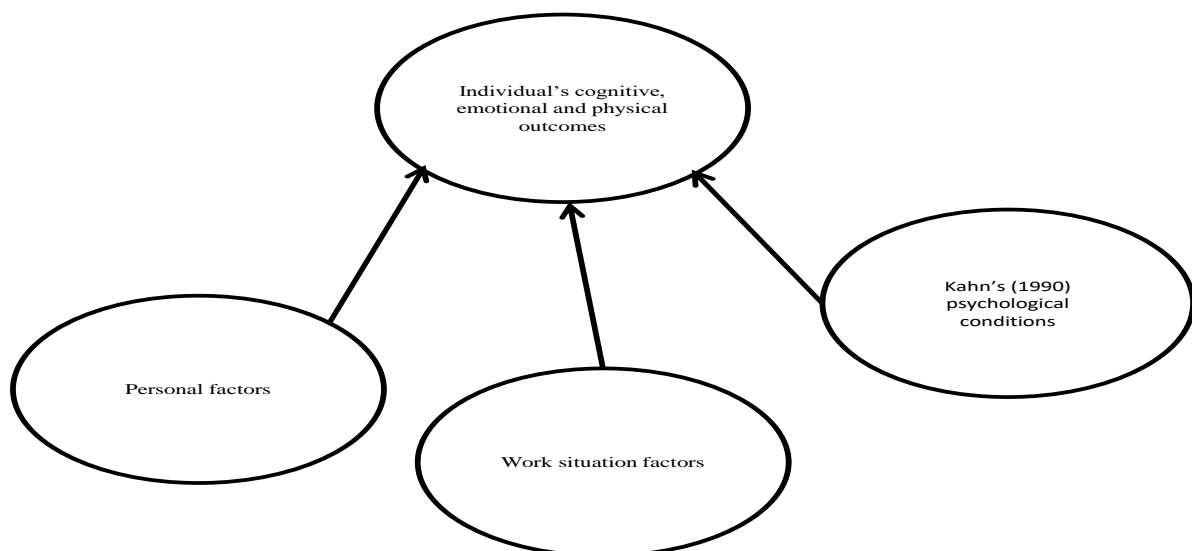 Individual’s cognitive,
emotional and physical
outcomes
Kahn’s (1990)
psychological
conditions
Personal factors
Work situation factors